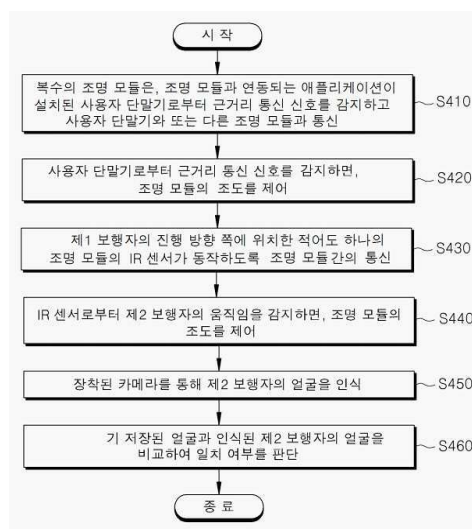 시 작
복수의 조명 모듈은, 조명 모듈과 연동되는 애플리케이션이
설치된 사용자 단말기로부터 근거리 통신 신호를 감지하고
사용자 단말기와 또는 다른 조명 모듈과 통신
S410
사용자 단말기로부터 근거리 통신 신호를 감지하면,
조명 모듈의 조도를 제어
S420
제1 보행자의 진행 방향 쪽에 위치한 적어도 하나의
조명 모듈의 IR 센서가 동작하도록 조명 모듈간의 통신
S430
IR 센서로부터 제2 보행자의 움직임을 감지하면, 조명 모듈의
조도를 제어
S440
장착된 카메라를 통해 제2 보행자의 얼굴을 인식
S450
기 저장된 얼굴과 인식된 제2 보행자의 얼굴을
비교하여 일치 여부를 판단
S460
종 료